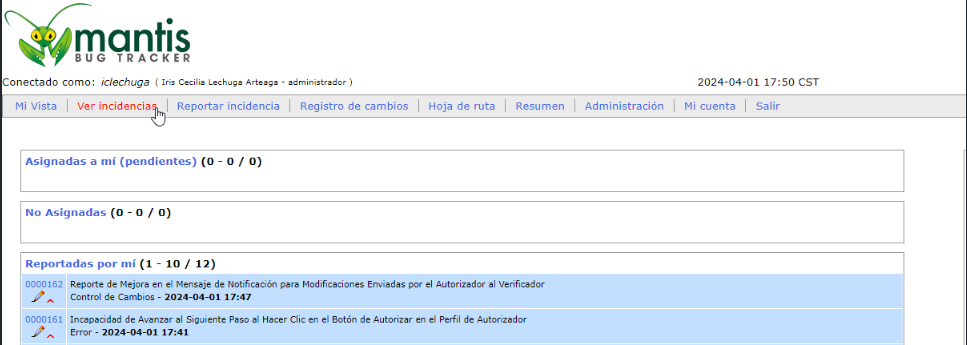 mantis
BUG TRACKER
Conectado como: iclechuga ( Iris Cecilia Lechuga Arteaga - administrador )
2024-04-01 17:50 CST
Mi Vista | Ver incidencias | Reportar incidencia | Registro de cambios | Hoja de ruta | Resumen | Administración | Mi cuenta | Salir
Asignadas a mí (pendientes) (0 - 0 / 0)
No Asignadas (0 - 0 / 0)
Reportadas por mí (1 - 10 / 12)
0000162 Reporte de Mejora en el Mensaje de Notificación para Modificaciones Enviadas por el Autorizador al Verificador
Control de Cambios - 2024-04-01 17:47
0000161 Incapacidad de Avanzar al Siguiente Paso al Hacer Clic en el Botón de Autorizar en el Perfil de Autorizador
Error - 2024-04-01 17:41